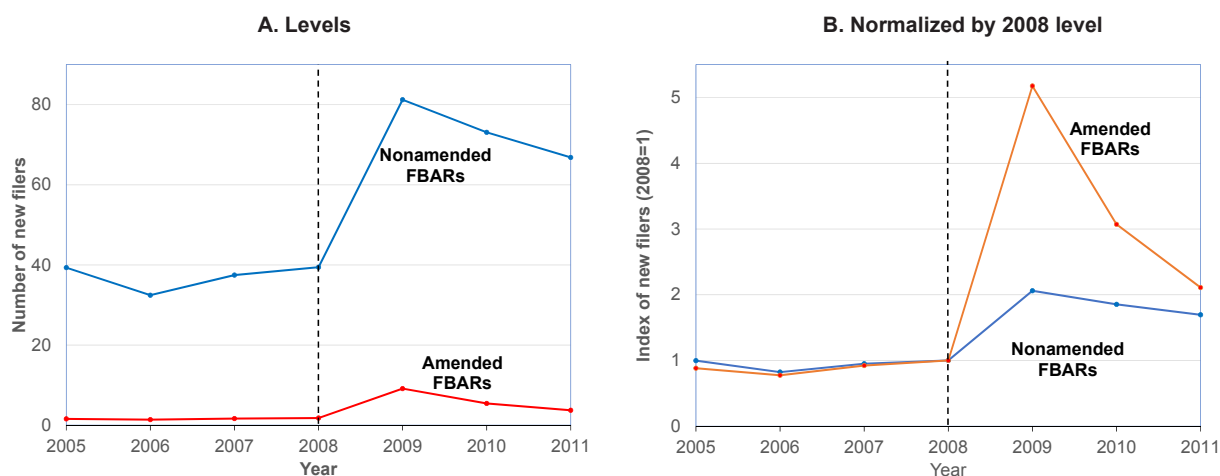 A. Levels
Number of new filers
80
60
40
20
0
Nonamended
FBARs
Amended
FBARs
2005 2006 2007 2008 2009 2010 2011
Year
B. Normalized by 2008 level
Index of new filers (2008=1)
5
4
3
2
1
0
Amended
FBARs
Nonamended
FBARs
2005 2006 2007 2008 2009 2010 2011
Year